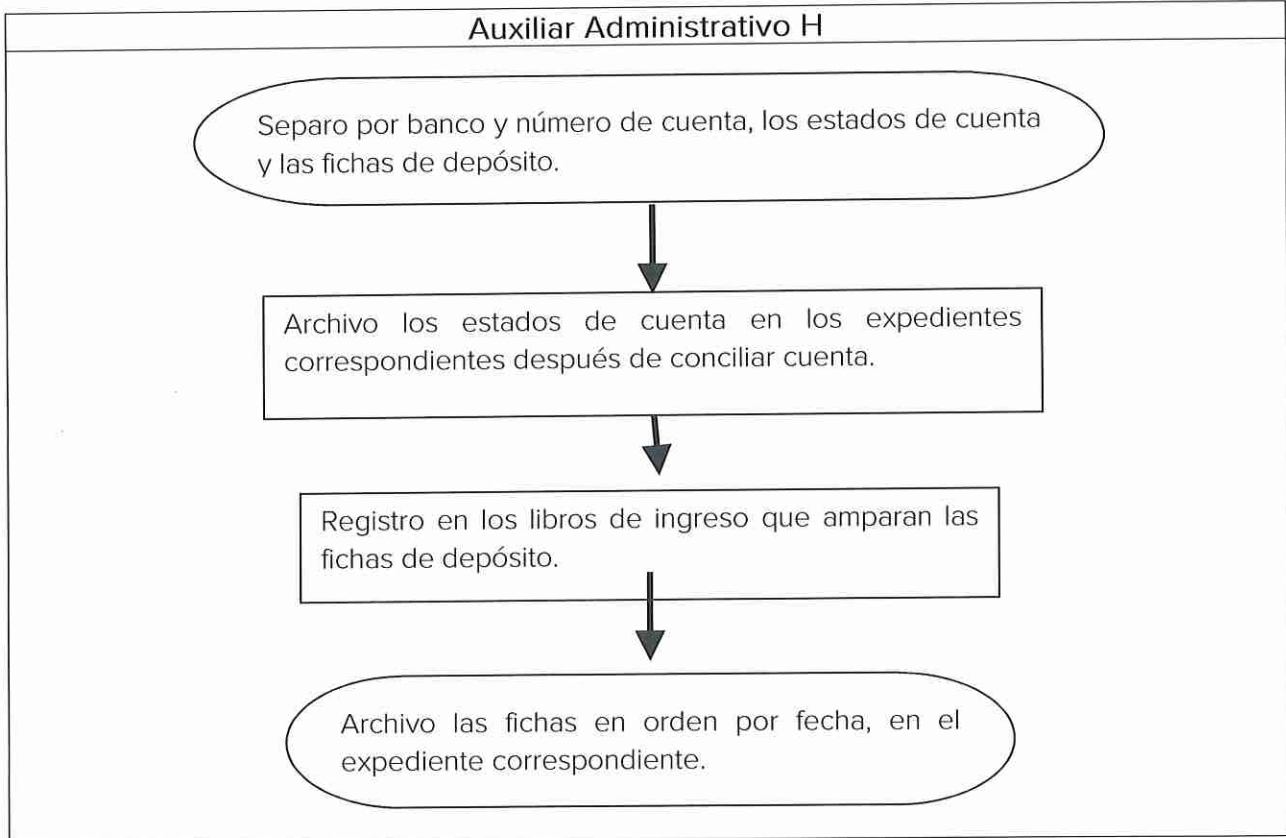 Auxiliar Administrativo H
Separo por banco y número de cuenta, los estados de cuenta
y las fichas de depósito.
Archivo los estados de cuenta en los expedientes
correspondientes después de conciliar cuenta.
Registro en los libros de ingreso que amparan las
fichas de depósito.
Archivo las fichas en orden por fecha, en el
expediente correspondiente.